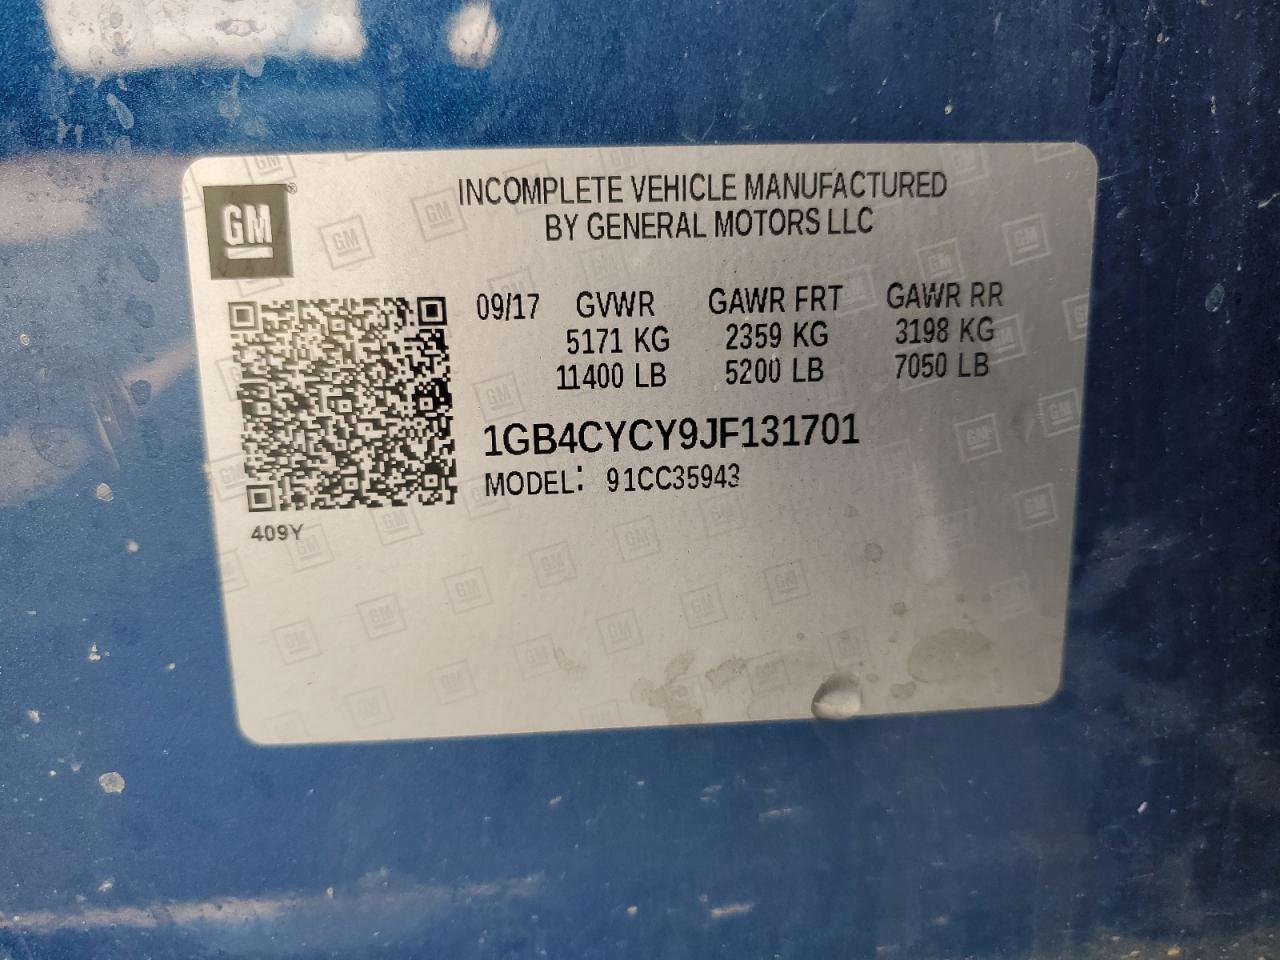 GM®
INCOMPLETE VEHICLE MANUFACTURED
BY GENERAL MOTORS LLC
09/17 GVWR GAWR FRT GAWR RR
5171 KG 2359 KG 3198 KG
11400 LB 5200 LB 7050 LB
1GB4CYCY9JF131701
MODEL: 91CC35943
409Y